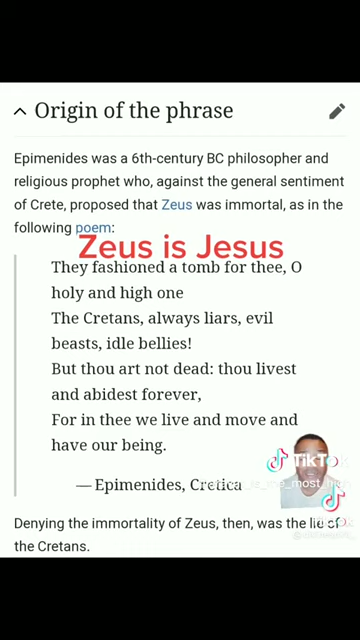 Origin of the phrase
Epimenides was a 6th-century BC philosopher and
religious prophet who, against the general sentiment
of Crete, proposed that Zeus was immortal, as in the
following poem:
Zeus is Jesus
They fashioned a tomb for thee, O
holy and high one
The Cretans, always liars, evil
beasts, idle bellies!
But thou art not dead: thou livest
and abidest forever,
For in thee we live and move and
have our being.
— Epimenides, Cretica
TikTok
Denying the immortality of Zeus, then, was the lie of
the Cretans.